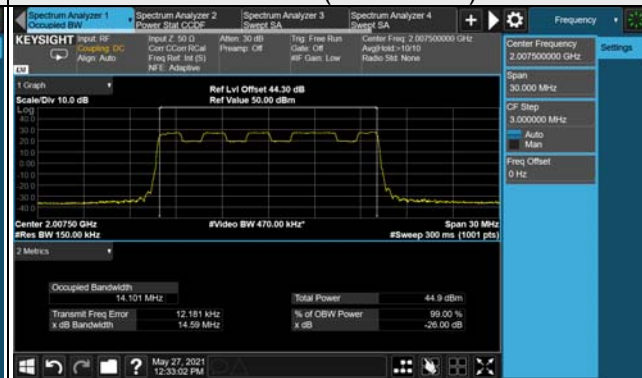 Spectrum Analyzer 1
Occupied BW
Spectrum Analyzer 2
Power Stat CCDF
Spectrum Analyzer 3
Swept SA
Spectrum Analyzer 4
Swept SA
Frequency
KEYSIGHT
Input: RF
Coupling: DC
Align: Auto
Input Z: 50 Ω
Corr CCorr RCal
Freq Ref: Int (S)
NFE: Adaptive
Atten: 30 dB
Preamp: Off
Trig: Free Run
Gate: Off
#IF Gain: Low
Center Freq: 2.007500000 GHz
Avg|Hold:>10/10
Radio Std: None
Center Frequency
2.007500000 GHz
Settings
Span
30.000 MHz
CF Step
3.000000 MHz
Auto
Man
Freq Offset
0 Hz
1 Graph
Scale/Div 10.0 dB
Ref Lvl Offset 44.30 dB
Ref Value 50.00 dBm
Log
40.0
30.0
20.0
10.0
0.00
-10.0
-20.0
-30.0
-40.0
Center 2.00750 GHz
#Res BW 150.00 kHz
#Video BW 470.00 kHz*
Span 30 MHz
#Sweep 300 ms (1001 pts)
2 Metrics
Occupied Bandwidth
14.101 MHz
Total Power 44.9 dBm
Transmit Freq Error 12.181 kHz
% of OBW Power 99.00 %
x dB Bandwidth 14.59 MHz
x dB -26.00 dB
May 27, 2021
12:33:02 PM